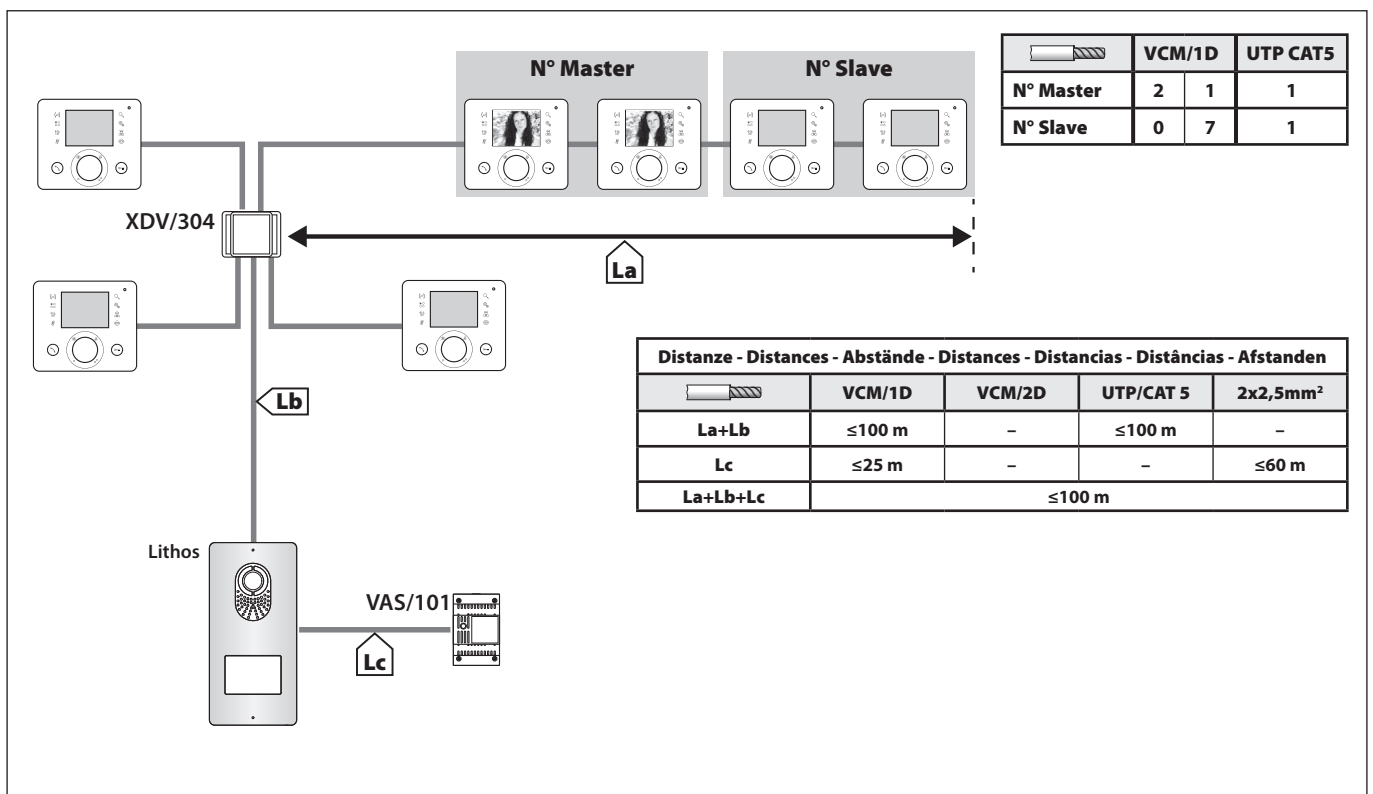 N° Master N° Slave
VCM/1D UTP CAT5
N° Master 2 1 1
N° Slave 0 7 1
XDV/304
La
Lb
Distanze - Distances - Abstände - Distances - Distancias - Distâncias - Afstanden
VCM/1D VCM/2D UTP/CAT 5 2x2,5mm²
La+Lb ≤100 m – ≤100 m –
Lc ≤25 m – – ≤60 m
La+Lb+Lc ≤100 m
Lithos
VAS/101
Lc